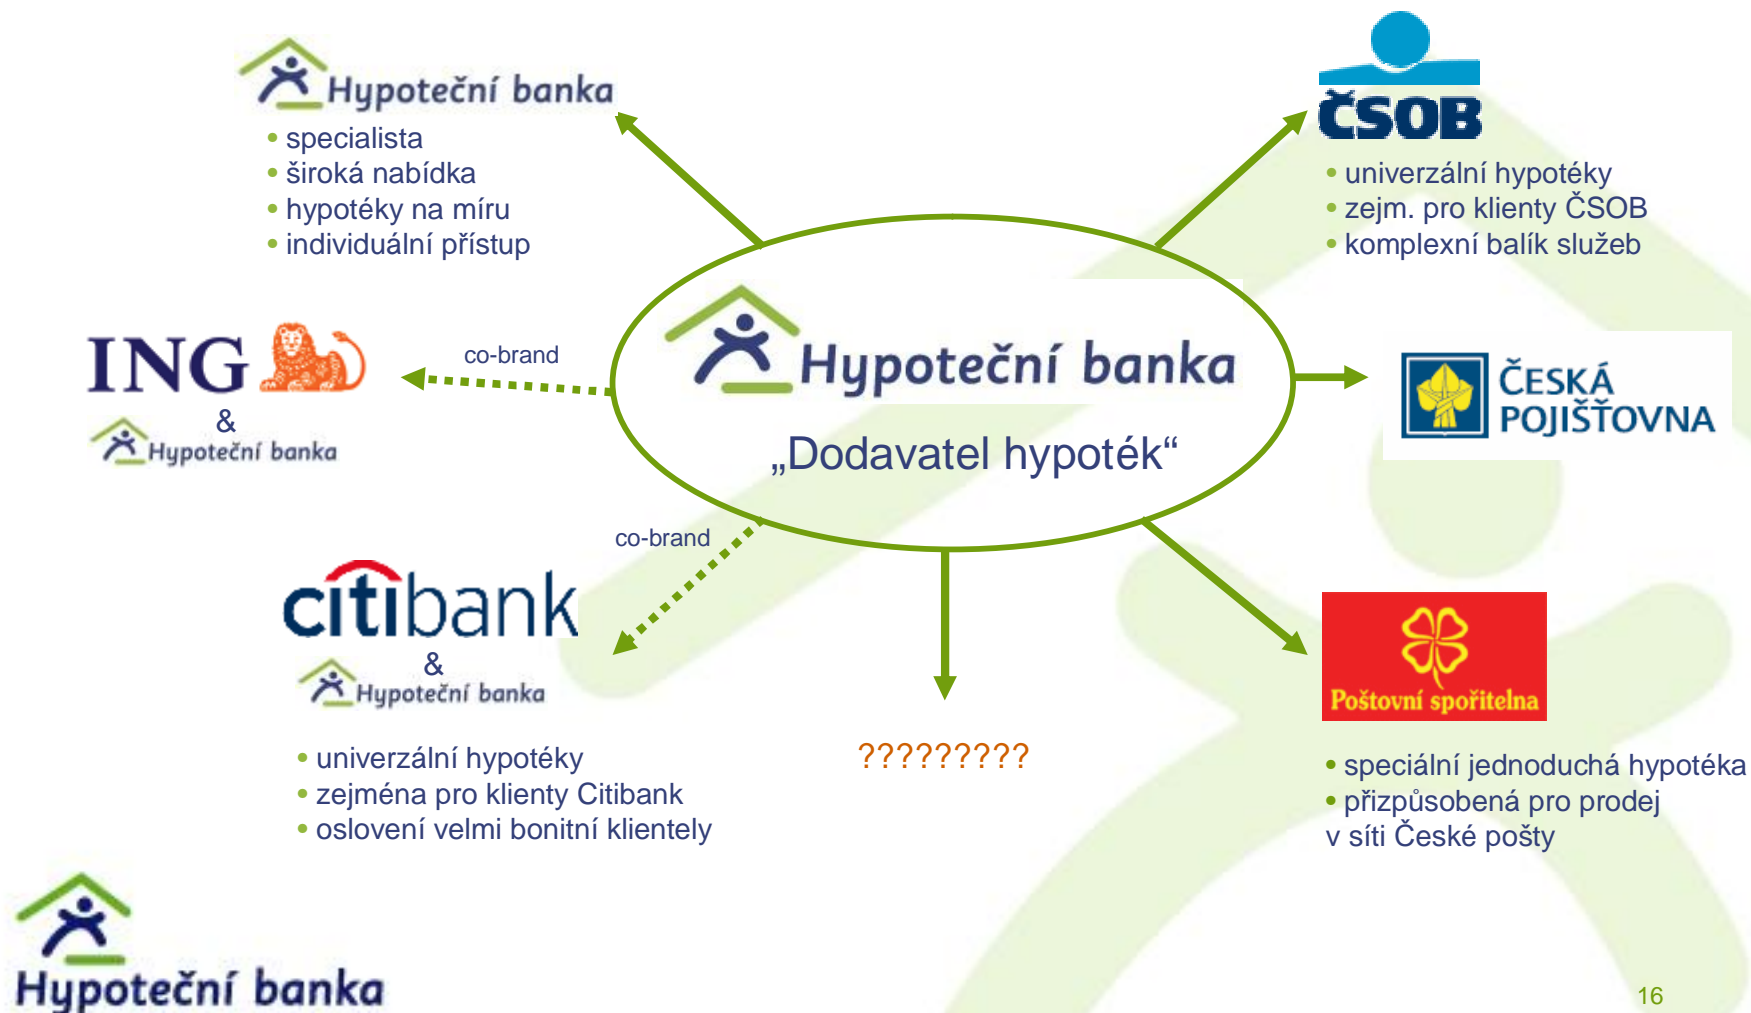 Hypoteční banka
• specialista
• široká nabídka
• hypotéky na míru
• individuální přístup
ČSOB
• univerzální hypotéky
• zejm. pro klienty ČSOB
• komplexní balík služeb
ING
&
Hypoteční banka
co-brand
Hypoteční banka
„Dodavatel hypoték“
ČESKÁ
POJIŠŤOVNA
co-brand
citibank
&
Hypoteční banka
• univerzální hypotéky
• zejména pro klienty Citibank
• oslovení velmi bonitní klientely
?????????
Poštovní spořitelna
• speciální jednoduchá hypotéka
• přizpůsobená pro prodej
v síti České pošty
Hypoteční banka
16